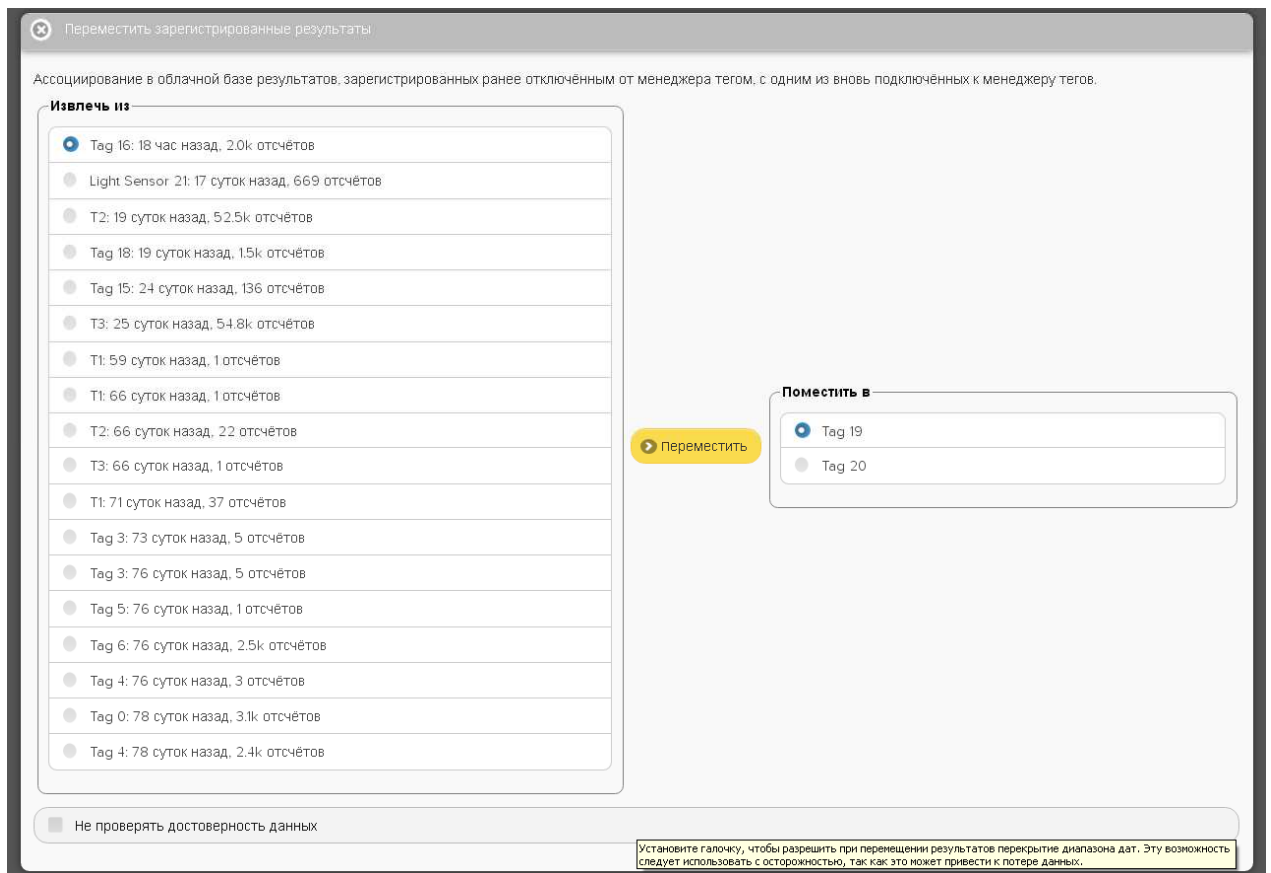 Переместить зарегистрированные результаты
Ассоциирование в облачной базе результатов, зарегистрированных ранее отключённым от менеджера тегом, с одним из вновь подключённых к менеджеру тегов.
Извлечь из
Tag 16: 18 час назад, 2.0k отсчётов
Light Sensor 21: 17 суток назад, 669 отсчётов
T2: 19 суток назад, 52.5k отсчётов
Tag 18: 19 суток назад, 1.5k отсчётов
Tag 15: 24 суток назад, 136 отсчётов
T3: 25 суток назад, 54.8k отсчётов
T1: 59 суток назад, 1 отсчётов
T1: 66 суток назад, 1 отсчётов
T2: 66 суток назад, 22 отсчётов
T3: 66 суток назад, 1 отсчётов
T1: 71 суток назад, 37 отсчётов
Tag 3: 73 суток назад, 5 отсчётов
Tag 3: 76 суток назад, 5 отсчётов
Tag 5: 76 суток назад, 1 отсчётов
Tag 6: 76 суток назад, 2.5k отсчётов
Tag 4: 76 суток назад, 3 отсчётов
Tag 0: 78 суток назад, 3.1k отсчётов
Tag 4: 78 суток назад, 2.4k отсчётов
Переместить
Поместить в
Tag 19
Tag 20
Не проверять достоверность данных
Установите галочку, чтобы разрешить при перемещении результатов перекрытие диапазона дат. Эту возможность
следует использовать с осторожностью, так как это может привести к потере данных.